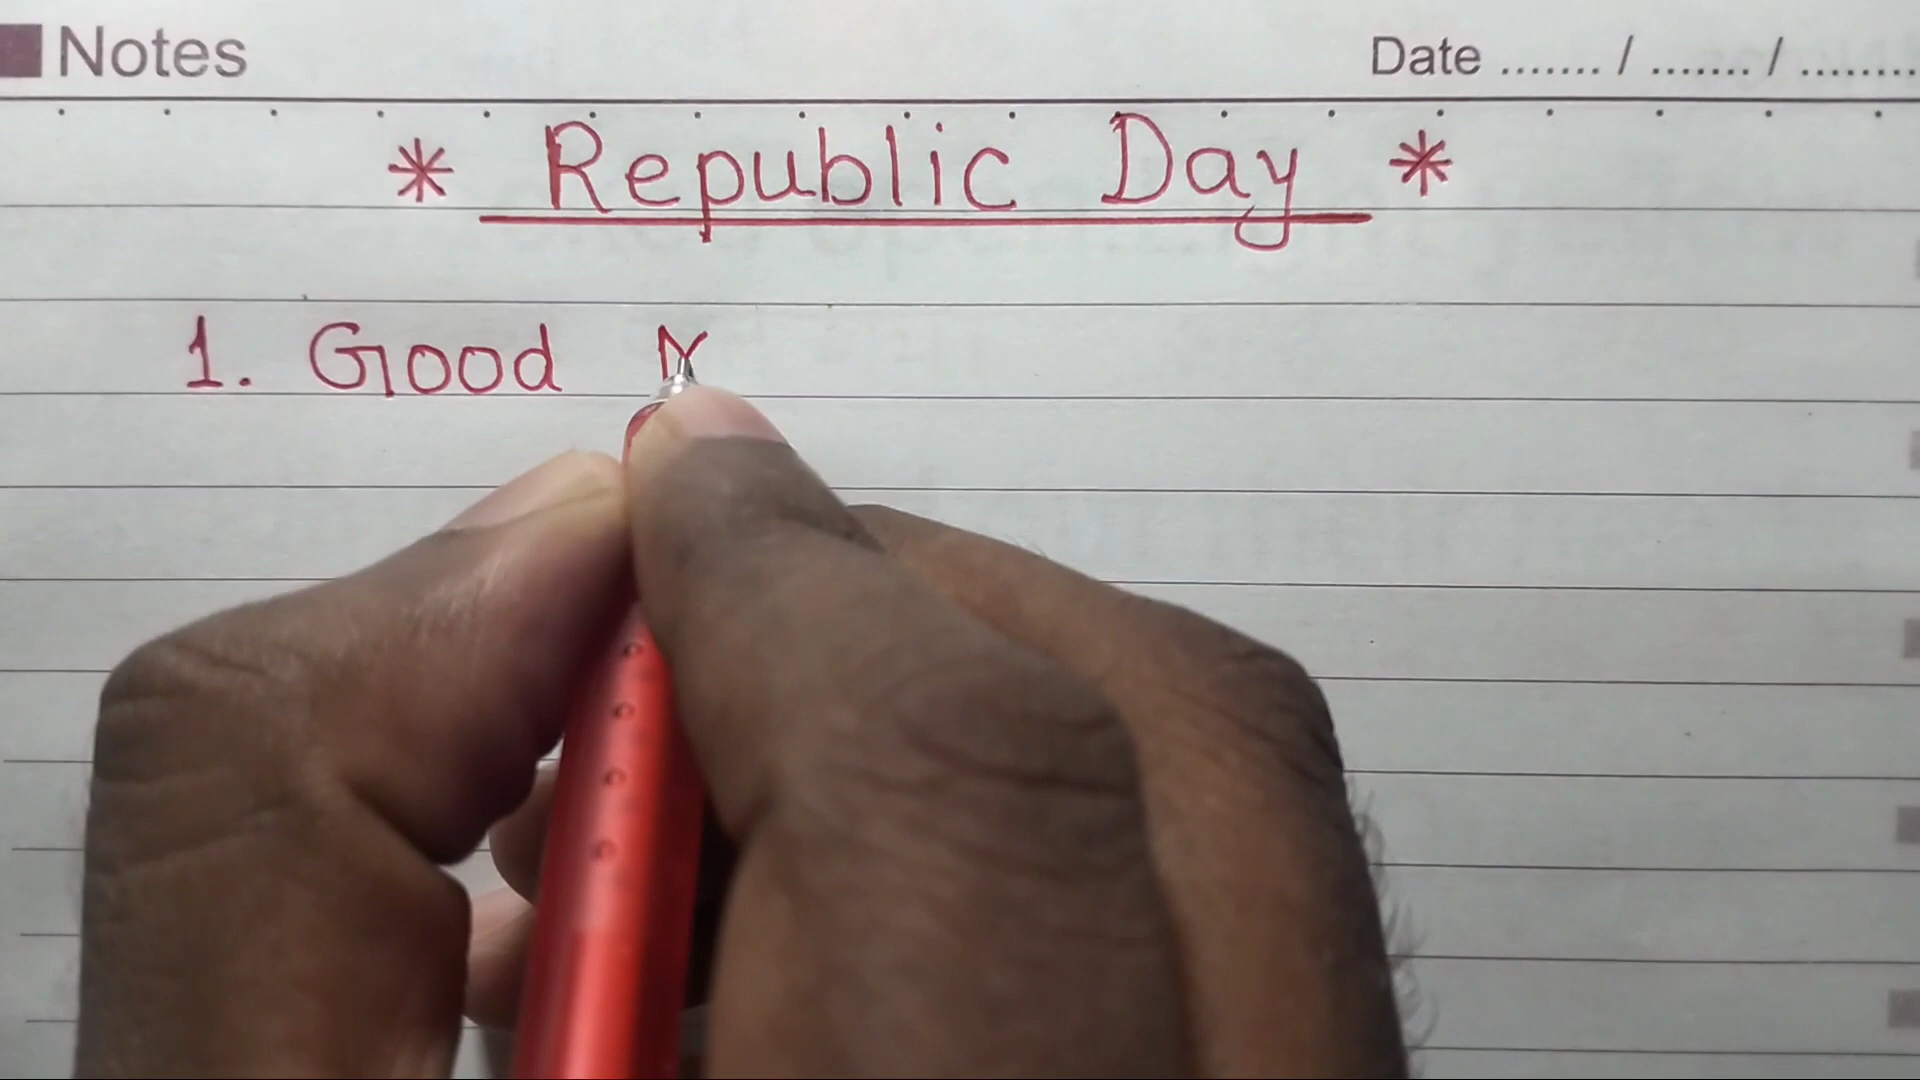 Notes Date ....... / ....... / ........
* Republic Day *
1. Good